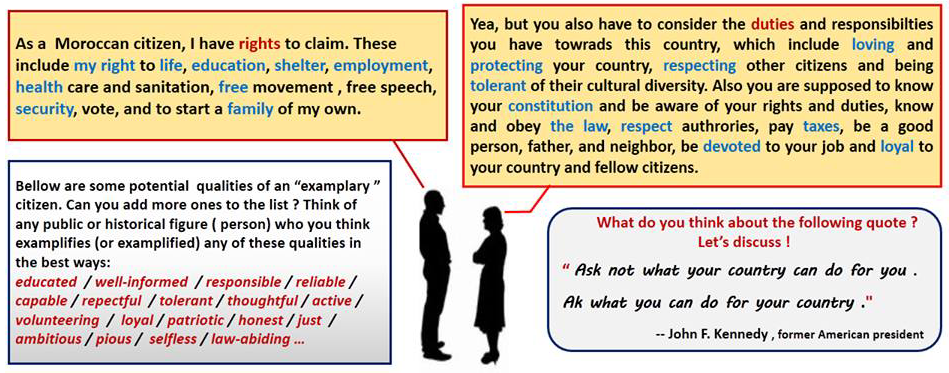 As a Moroccan citizen, I have rights to claim. These
include my right to life, education, shelter, employment,
health care and sanitation, free movement , free speech,
security, vote, and to start a family of my own.
Yea, but you also have to consider the duties and responsibilties
you have towrads this country, which include loving and
protecting your country, respecting other citizens and being
tolerant of their cultural diversity. Also you are supposed to know
your constitution and be aware of your rights and duties, know
and obey the law, respect authrories, pay taxes, be a good
person, father, and neighbor, be devoted to your job and loyal to
your country and fellow citizens.
Bellow are some potential qualities of an “examplary ”
citizen. Can you add more ones to the list ? Think of
any public or historical figure ( person) who you think
examplifies (or examplified) any of these qualities in
the best ways:
educated / well-informed / responsible / reliable /
capable / repectful / tolerant / thoughtful / active /
volunteering / loyal / patriotic / honest / just /
ambitious / pious / selfless / law-abiding ...
What do you think about the following quote ?
Let’s discuss !
“ Ask not what your country can do for you .
Ak what you can do for your country ."
-- John F. Kennedy , former American president